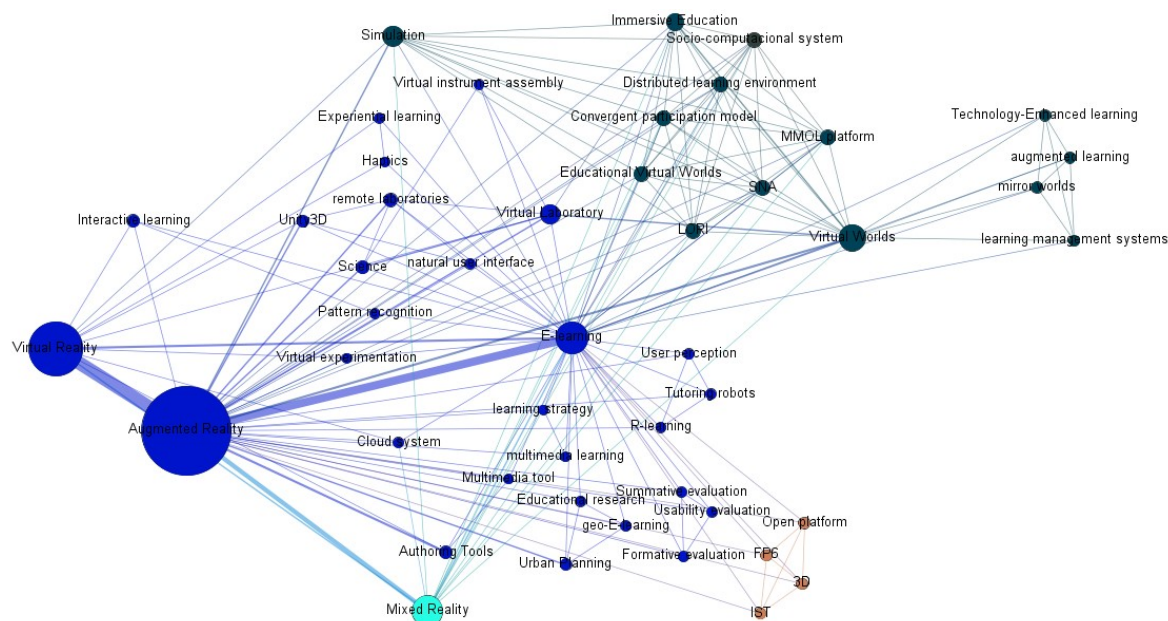 Immersive Education
Simulation
Socio-computacional system
Virtual instrument assembly
Distributed learning environment
Experiential learning
Convergent participation model
Technology-Enhanced learning
MMOL platform
augmented learning
Haptics
Educational Virtual Worlds
SNA
mirror worlds
remote laboratories
Interactive learning
Unity3D
Virtual Laboratory
LORI
Virtual Worlds
learning management systems
Science
natural user interface
Pattern recognition
E-learning
Virtual Reality
Virtual experimentation
User perception
Tutoring robots
learning strategy
Augmented Reality
R-learning
Cloud system
multimedia learning
Multimedia tool
Summative evaluation
Educational research
Usability evaluation
geo-E-learning
Open platform
Authoring Tools
Urban Planning
Formative evaluation
FP6
3D
Mixed Reality
IST